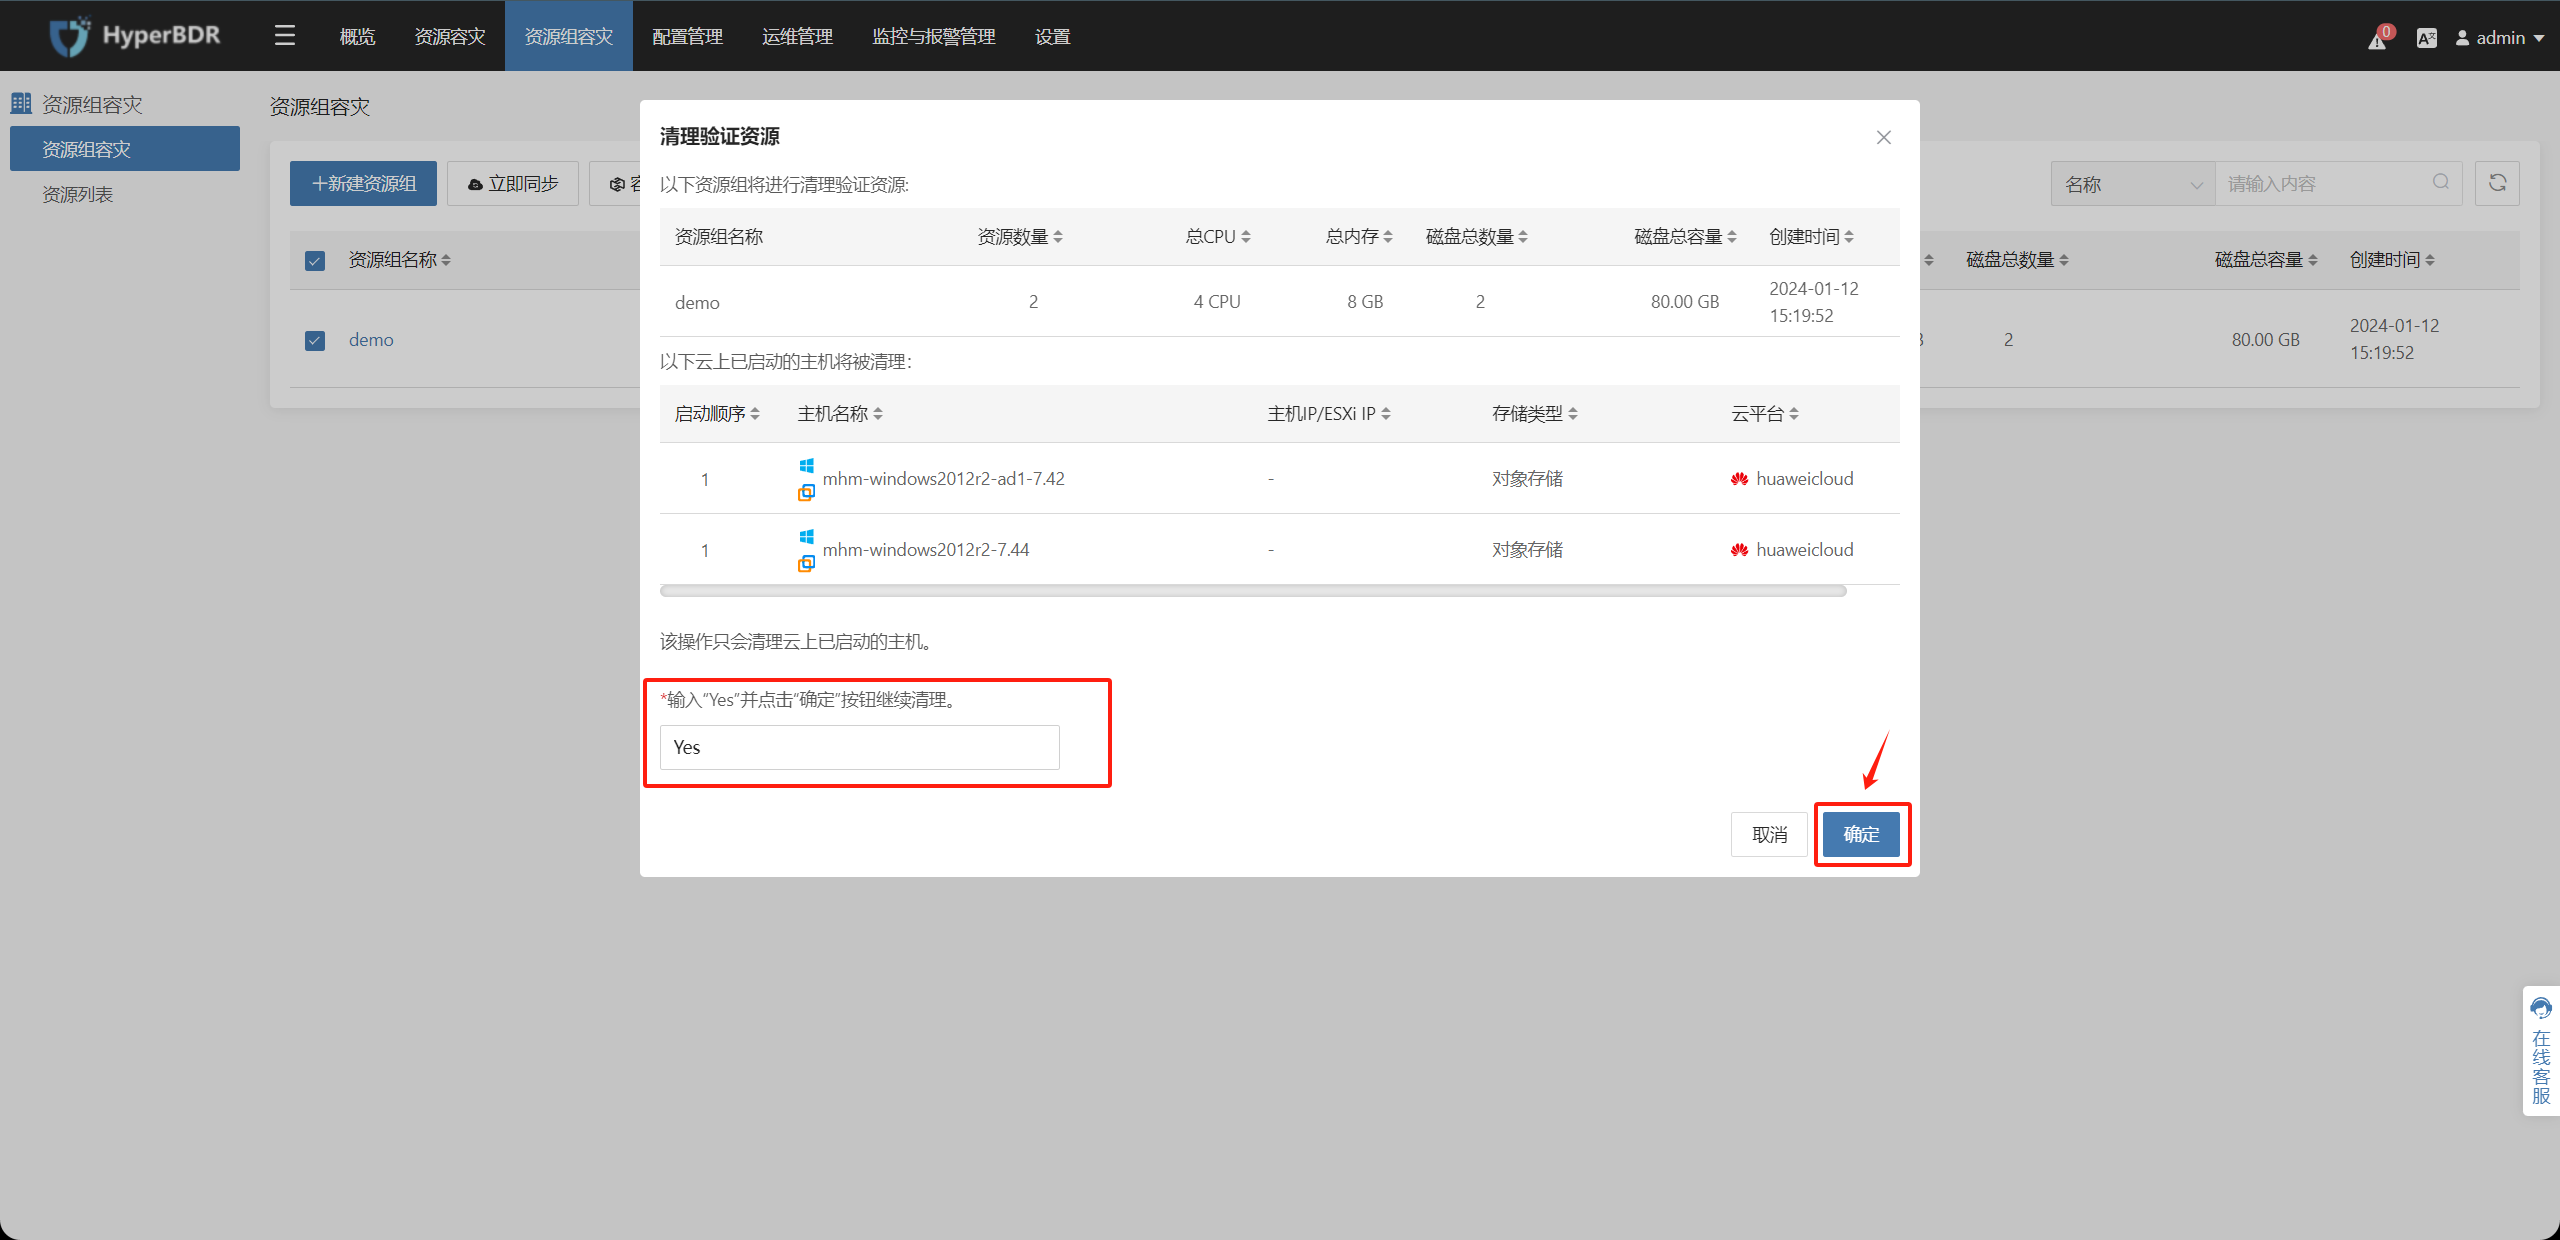 HyperBDR
概览 资源容灾 资源组容灾 配置管理 运维管理 监控与报警管理 设置
0
admin
资源组容灾
资源组容灾
资源列表
资源组容灾
+新建资源组 立即同步
名称 请输入内容
资源组名称 磁盘总数量 磁盘总容量 创建时间
demo 2 80.00 GB 2024-01-12
15:19:52
清理验证资源
以下资源组将进行清理验证资源:
资源组名称 资源数量 总CPU 总内存 磁盘总数量 磁盘总容量 创建时间
demo 2 4 CPU 8 GB 2 80.00 GB 2024-01-12
15:19:52
以下云上已启动的主机将被清理：
启动顺序 主机名称 主机IP/ESXi IP 存储类型 云平台
1 mhm-windows2012r2-ad1-7.42 - 对象存储 huaweicloud
1 mhm-windows2012r2-7.44 - 对象存储 huaweicloud
该操作只会清理云上已启动的主机。
*输入“Yes”并点击“确定”按钮继续清理。
Yes
取消 确定
在线客服